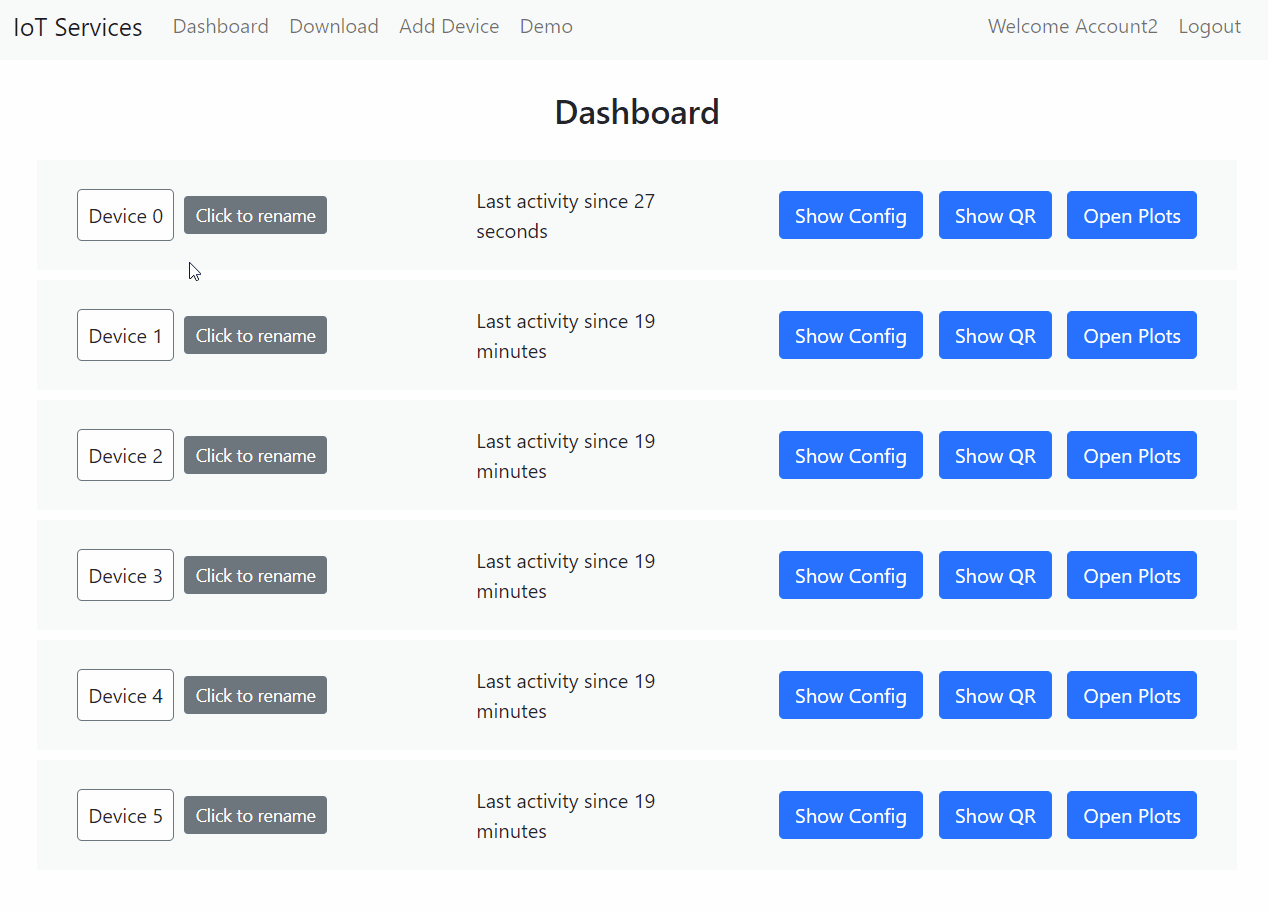 IoT Services Dashboard Download Add Device Demo Welcome Account2 Logout
Dashboard
Device 0 Click to rename Last activity since 27
seconds
Show Config Show QR Open Plots
Device 1 Click to rename Last activity since 19
minutes
Show Config Show QR Open Plots
Device 2 Click to rename Last activity since 19
minutes
Show Config Show QR Open Plots
Device 3 Click to rename Last activity since 19
minutes
Show Config Show QR Open Plots
Device 4 Click to rename Last activity since 19
minutes
Show Config Show QR Open Plots
Device 5 Click to rename Last activity since 19
minutes
Show Config Show QR Open Plots